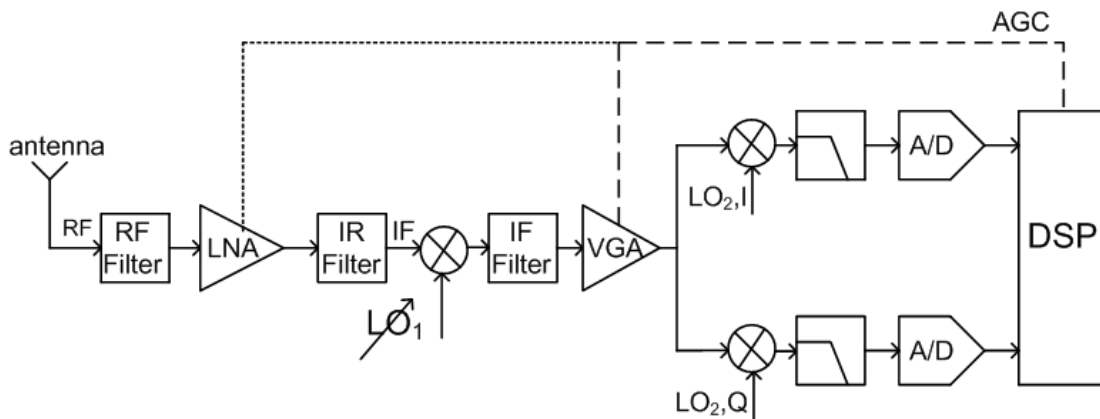 AGC
antenna
RF
RF
Filter
LNA
IR
Filter
IF
LO1
IF
Filter
VGA
LO2,I
A/D
LO2,Q
A/D
DSP